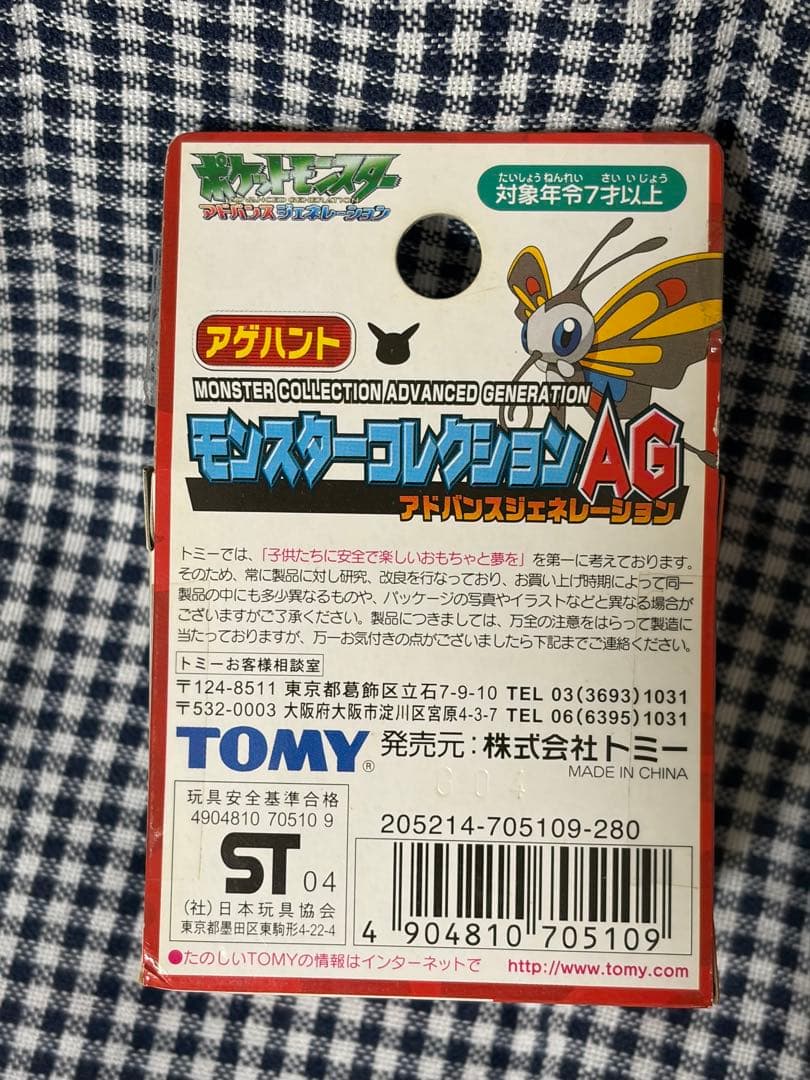 ポケットモンスター
ADVANCED GENERATION
アドバンスジェネレーション
たいしょうねんれい さいいじょう
対象年令7才以上
アゲハント
MONSTER COLLECTION ADVANCED GENERATION
モンスターコレクションAG
アドバンスジェネレーション
トミーでは、「子供たちに安全で楽しいおもちゃと夢を」を第一に考えております。
そのため、常に製品に対し研究、改良を行なっており、お買い上げ時期によって同一
製品の中にも多少異なるものや、パッケージの写真やイラストなどと異なる場合が
ございますがご了承ください。製品につきましては、万全の注意をはらって製造に
当たっておりますが、万一お気付きの点がございましたら下記までご連絡ください。
トミーお客様相談室
〒124-8511 東京都葛飾区立石7-9-10 TEL 03(3693)1031
〒532-0003 大阪府大阪市淀川区宮原4-3-7 TEL 06(6395)1031
TOMY® 発売元:株式会社トミー
MADE IN CHINA
004
玩具安全基準合格
4904810 70510 9
ST 04
(社)日本玩具協会
東京都墨田区東駒形4-22-4
205214-705109-280
4 904810 705109
●たのしいTOMYの情報はインターネットで http://www.tomy.com